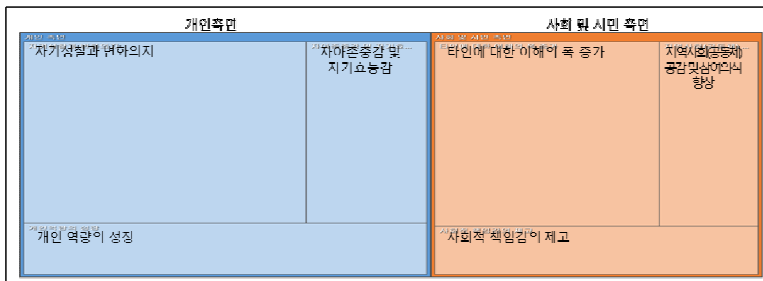 개인측면
사회 및 시민 측면
자기성찰과 변화의지
자아존중감 및
자기효능감
타인에 대한 이해의 폭 증가
지역사회(공동체)
공감및참여의식
향상
개인 역량의 성장
사회적 책임감의 제고